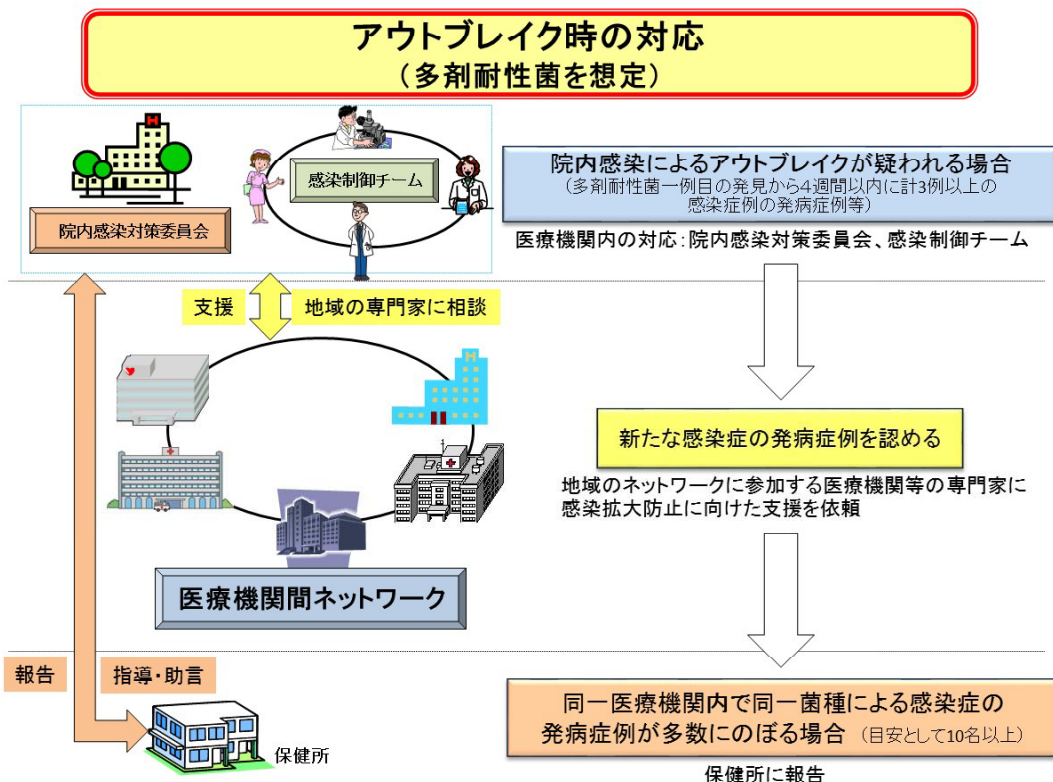 アウトブレイク時の対応
(多剤耐性菌を想定)
院内感染対策委員会
感染制御チーム
院内感染によるアウトブレイクが疑われる場合
(多剤耐性菌一例目の発見から4週間以内に計3例以上の
感染症例の発病症例等)
医療機関内の対応:院内感染対策委員会、感染制御チーム
支援
地域の専門家に相談
新たな感染症の発病症例を認める
地域のネットワークに参加する医療機関等の専門家に
感染拡大防止に向けた支援を依頼
医療機関間ネットワーク
報告
指導・助言
保健所
同一医療機関内で同一菌種による感染症の
発病症例が多数にのぼる場合 (目安として10名以上)
保健所に報告